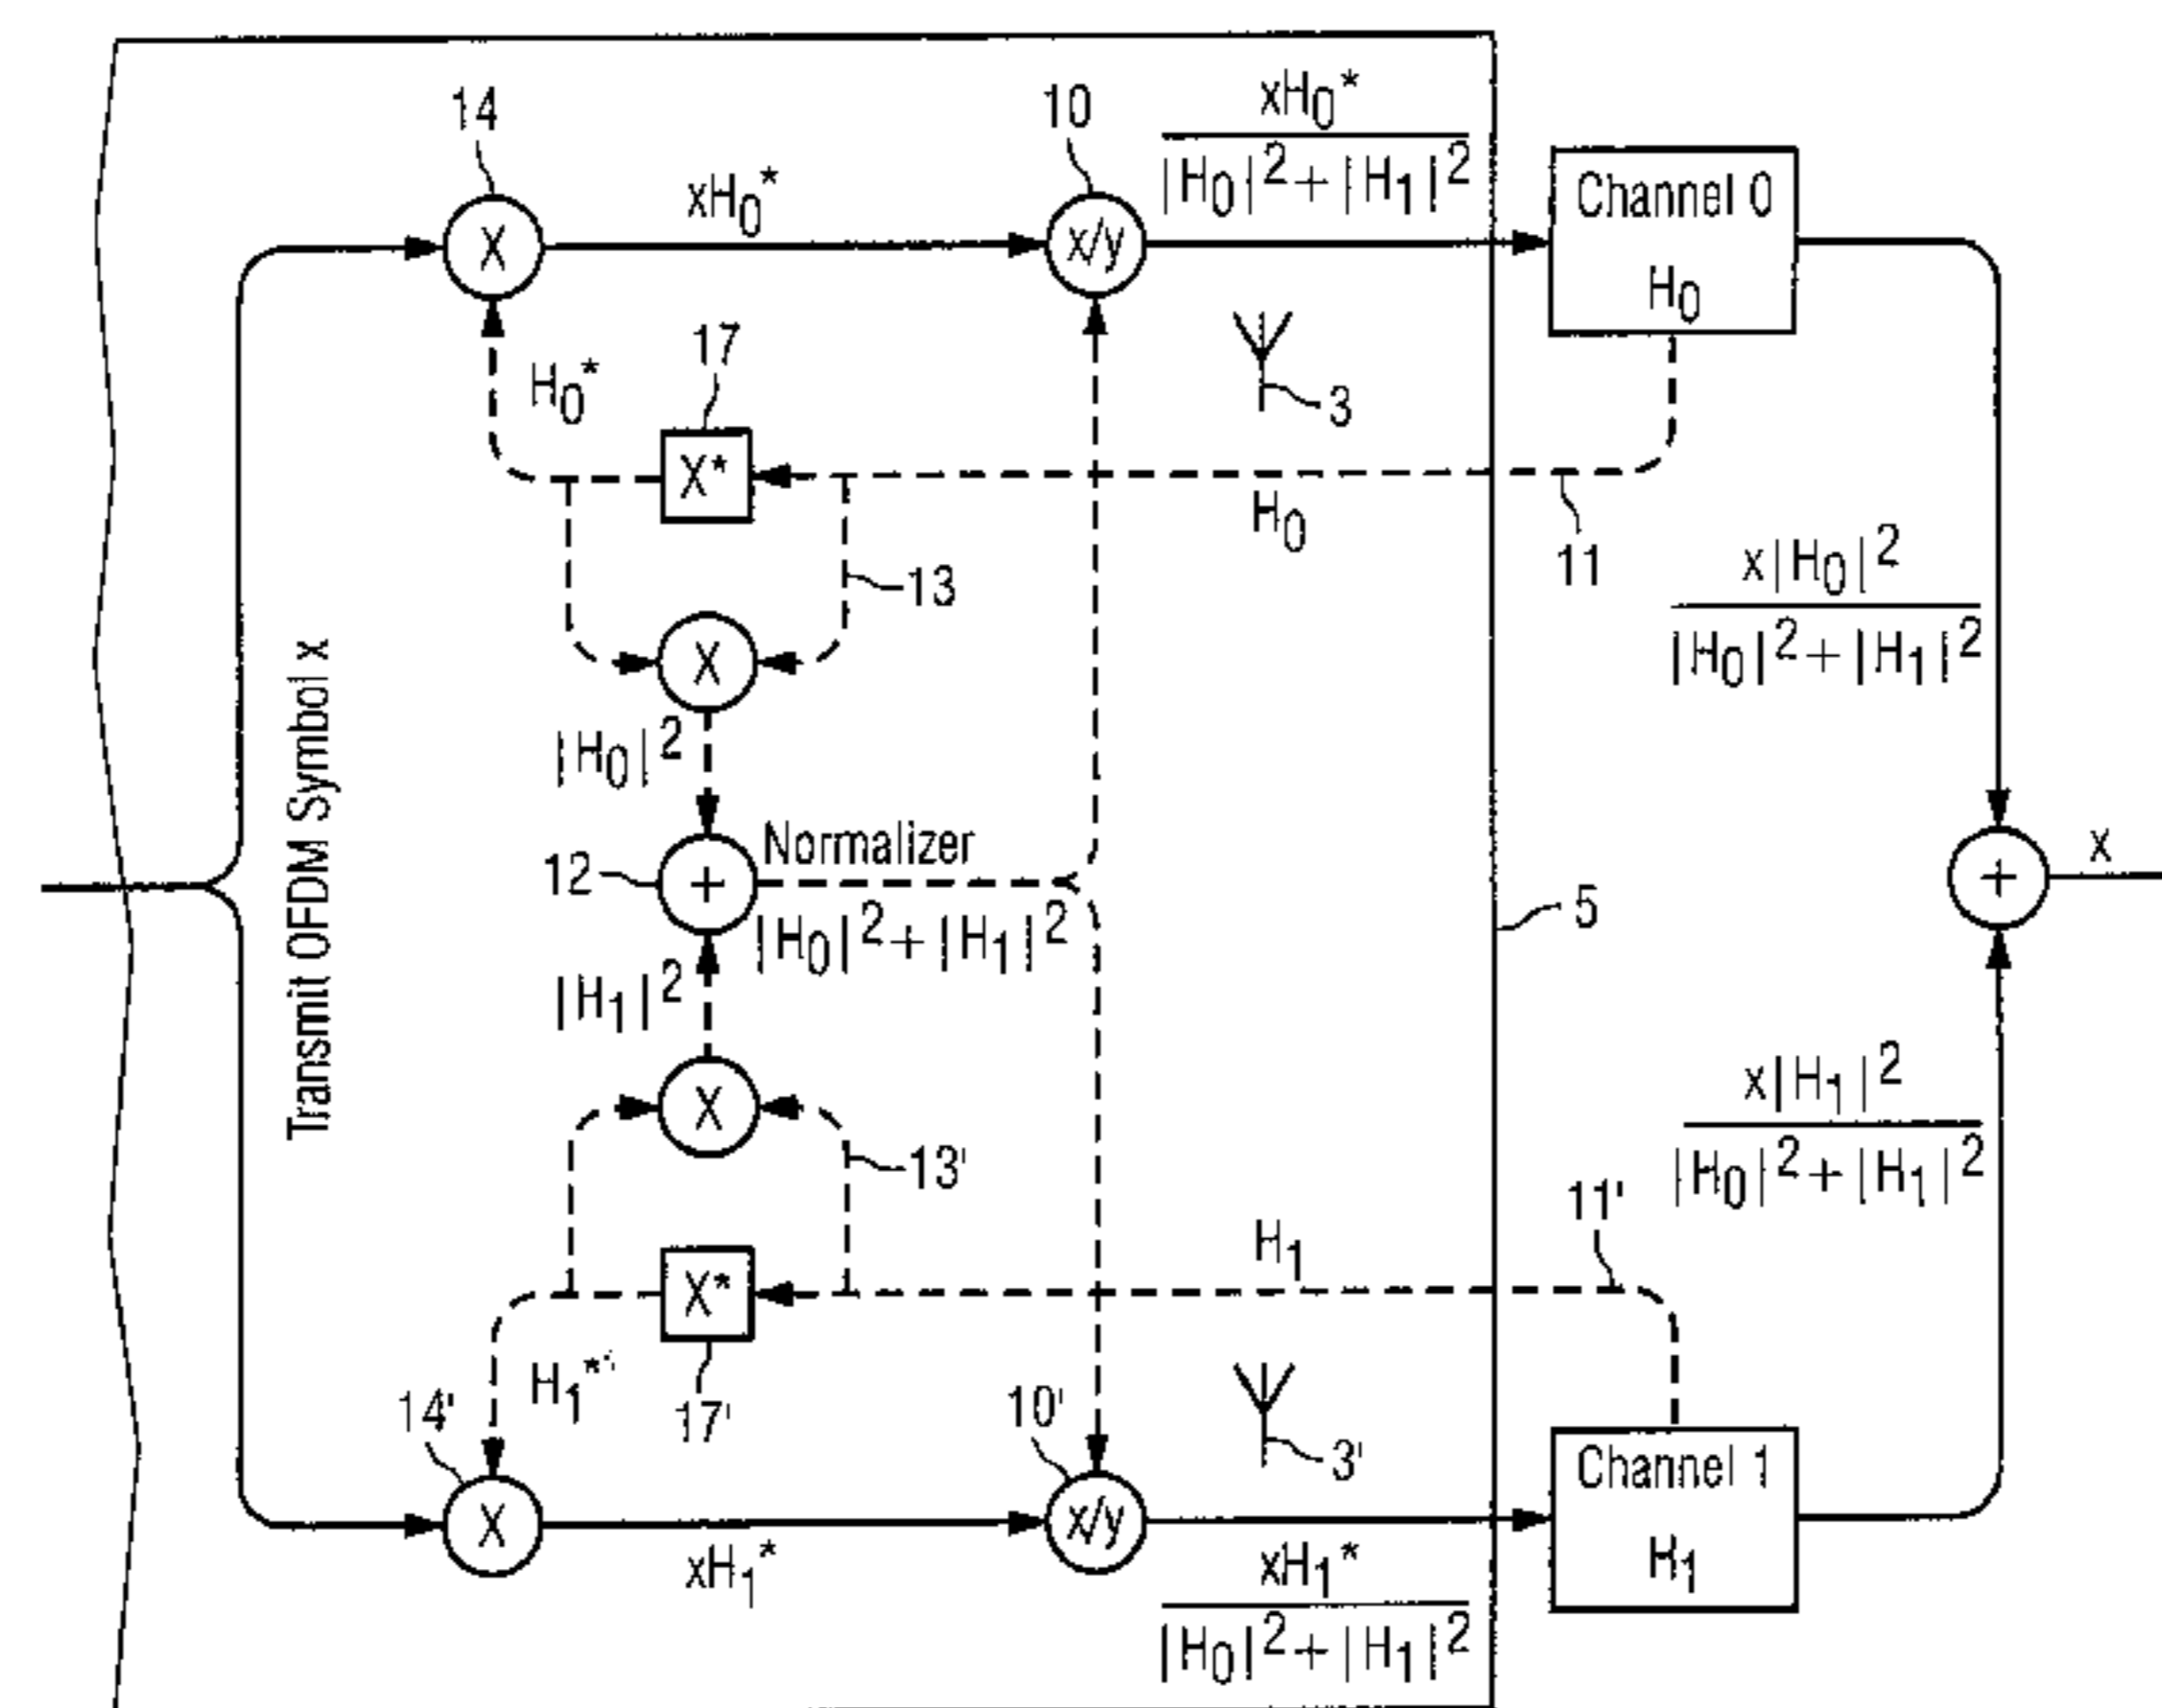 14
xH0*
10
xH0*
|H0|2+|H1|2
Channel 0
H0
X
x/y
17
H0*
X*
3
H0
11
13
x|H0|2
|H0|2+|H1|2
X
|H0|2
Transmit OFDM Symbol x
Normalizer
12
+
|H0|2+|H1|2
5
+
x
|H1|2
X
13'
x|H1|2
|H0|2+|H1|2
11'
H1
X*
H1*'
17'
14'
10'
3'
Channel 1
H1
X
x/y
xH1*
xH1*
|H0|2+|H1|2